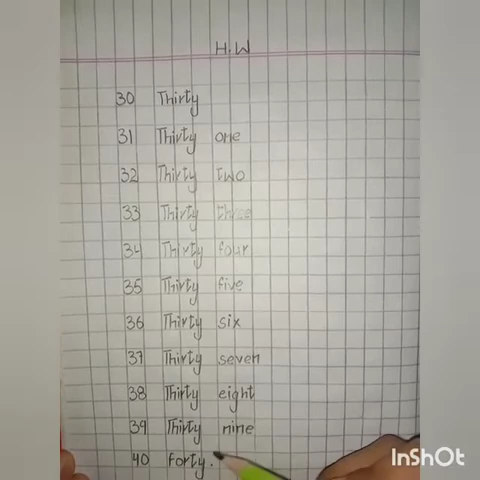 H.W
30 Thirty
31 Thirty one
32 Thirty two
33 Thirty three
34 Thirty four
35 Thirty five
36 Thirty six
37 Thirty seven
38 Thirty eight
39 Thirty nine
40 forty.
InShOt